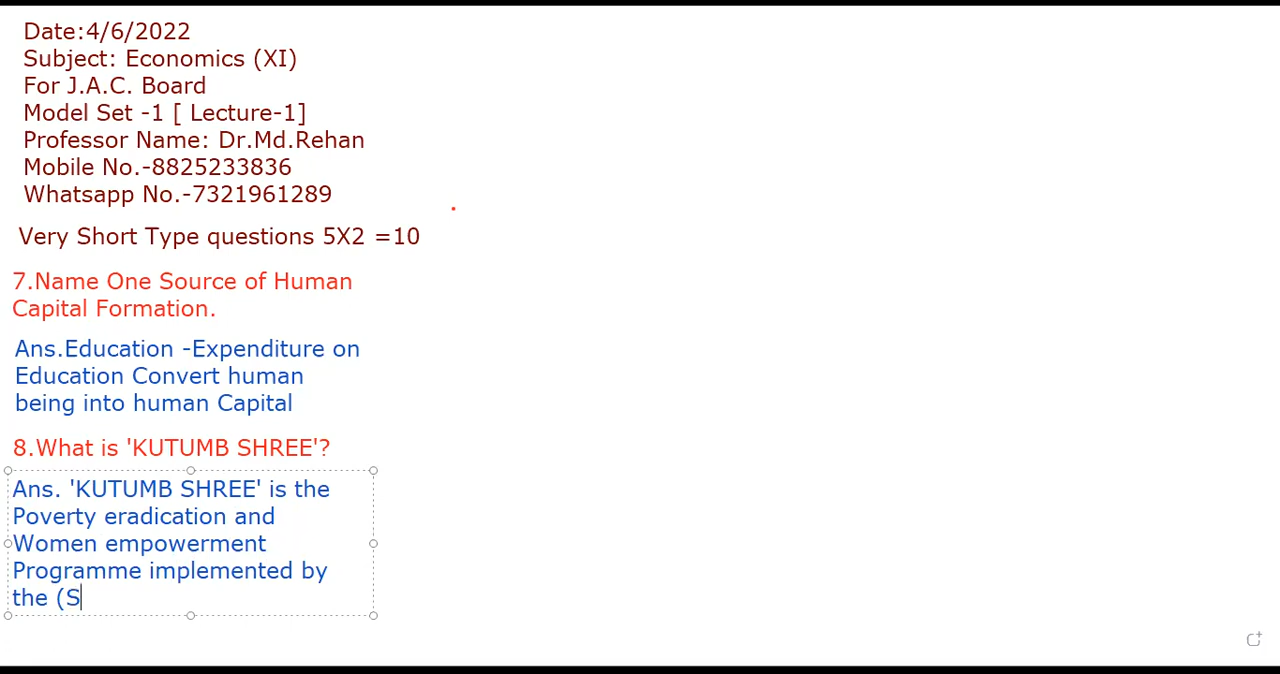 Date:4/6/2022
Subject: Economics (XI)
For J.A.C. Board
Model Set -1 [ Lecture-1]
Professor Name: Dr.Md.Rehan
Mobile No.-8825233836
Whatsapp No.-7321961289
Very Short Type questions 5X2 =10
7.Name One Source of Human
Capital Formation.
Ans.Education -Expenditure on
Education Convert human
being into human Capital
8.What is 'KUTUMB SHREE'?
Ans. 'KUTUMB SHREE' is the
Poverty eradication and
Women empowerment
Programme implemented by
the (S